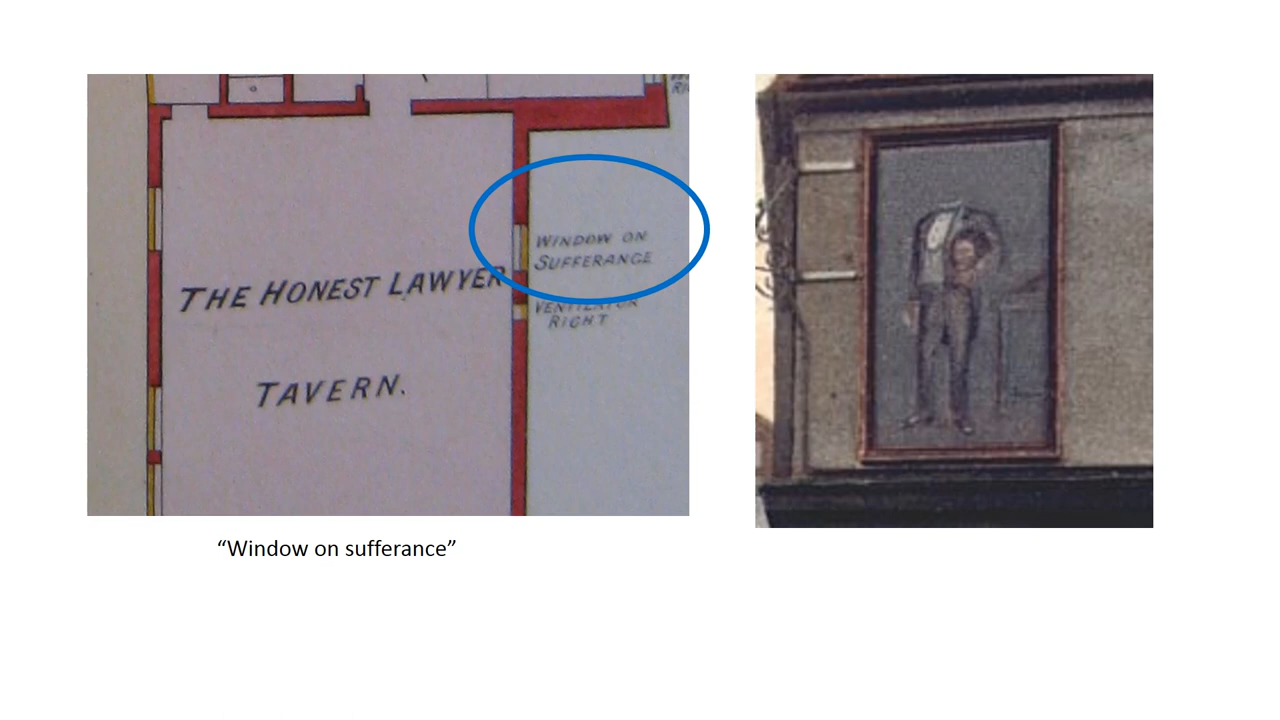 THE HONEST LAWYER
TAVERN.
WINDOW ON
SUFFERANCE
VENTILATOR
RIGHT
“Window on sufferance”